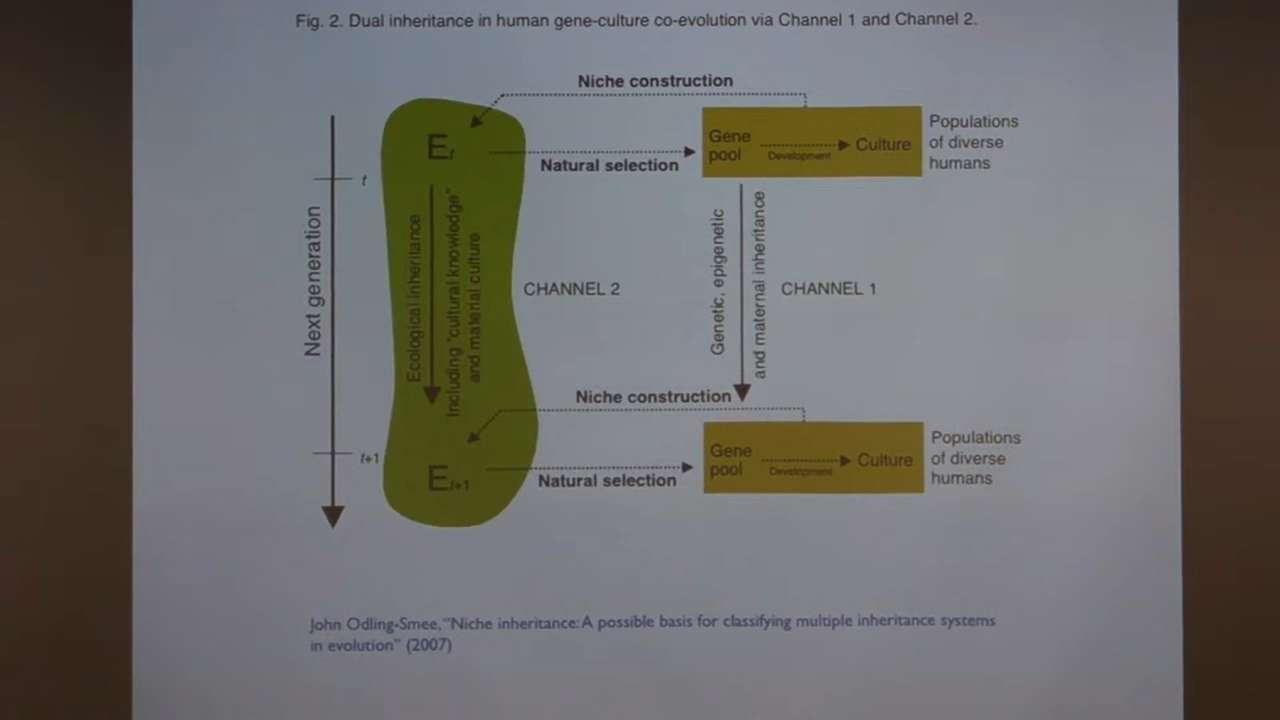 Fig. 2. Dual inheritance in human gene-culture co-evolution via Channel 1 and Channel 2.
Niche construction
E t
Natural selection
Gene
pool
Development
Culture
Populations
of diverse
humans
t
Next generation
Ecological inheritance
Including "cultural knowledge"
and material culture
CHANNEL 2
Genetic, epigenetic
and maternal inheritance
CHANNEL 1
Niche construction
t+1
E t+1
Natural selection
Gene
pool
Development
Culture
Populations
of diverse
humans
John Odling-Smee, "Niche inheritance: A possible basis for classifying multiple inheritance systems
in evolution" (2007)